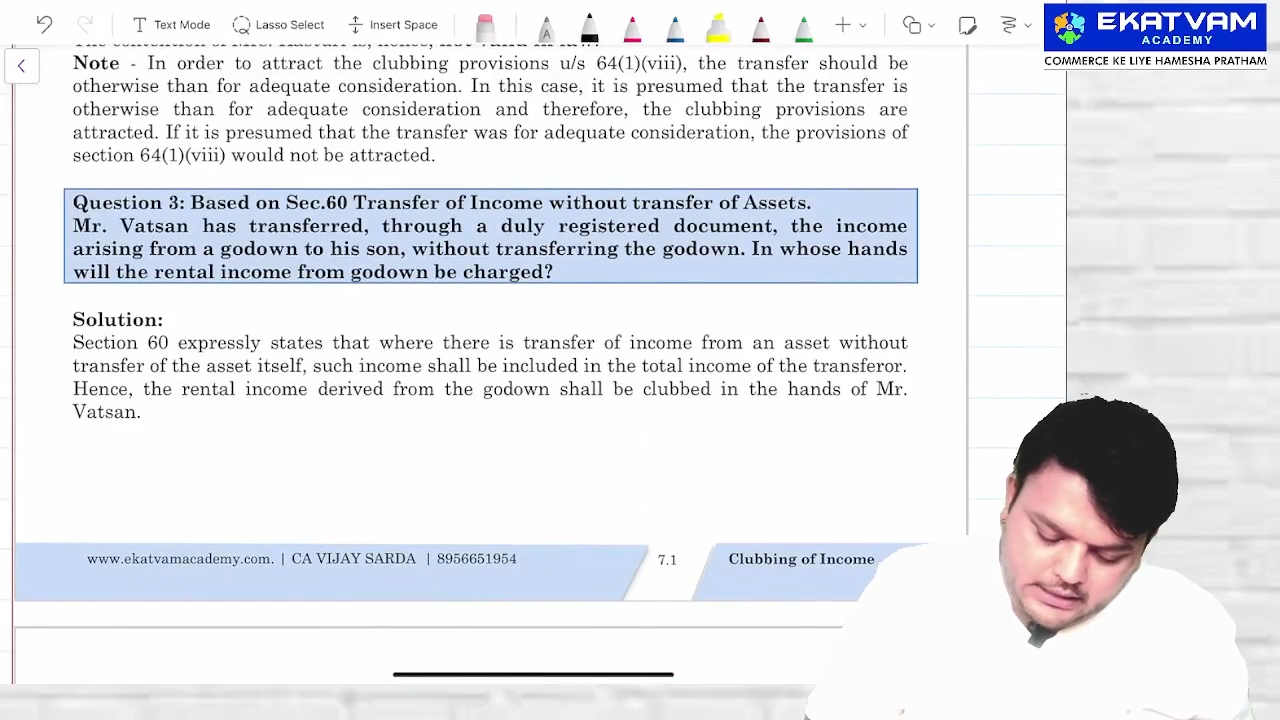 Text Mode
Lasso Select
Insert Space
EKATVAM
ACADEMY
COMMERCE KE LIYE HAMESHA PRATHAM
Note - In order to attract the clubbing provisions u/s 64(1)(viii), the transfer should be
otherwise than for adequate consideration. In this case, it is presumed that the transfer is
otherwise than for adequate consideration and therefore, the clubbing provisions are
attracted. If it is presumed that the transfer was for adequate consideration, the provisions of
section 64(1)(viii) would not be attracted.
Question 3: Based on Sec.60 Transfer of Income without transfer of Assets.
Mr. Vatsan has transferred, through a duly registered document, the income
arising from a godown to his son, without transferring the godown. In whose hands
will the rental income from godown be charged?
Solution:
Section 60 expressly states that where there is transfer of income from an asset without
transfer of the asset itself, such income shall be included in the total income of the transferor.
Hence, the rental income derived from the godown shall be clubbed in the hands of Mr.
Vatsan.
www.ekatvamacademy.com. | CA VIJAY SARDA | 8956651954
7.1
Clubbing of Income